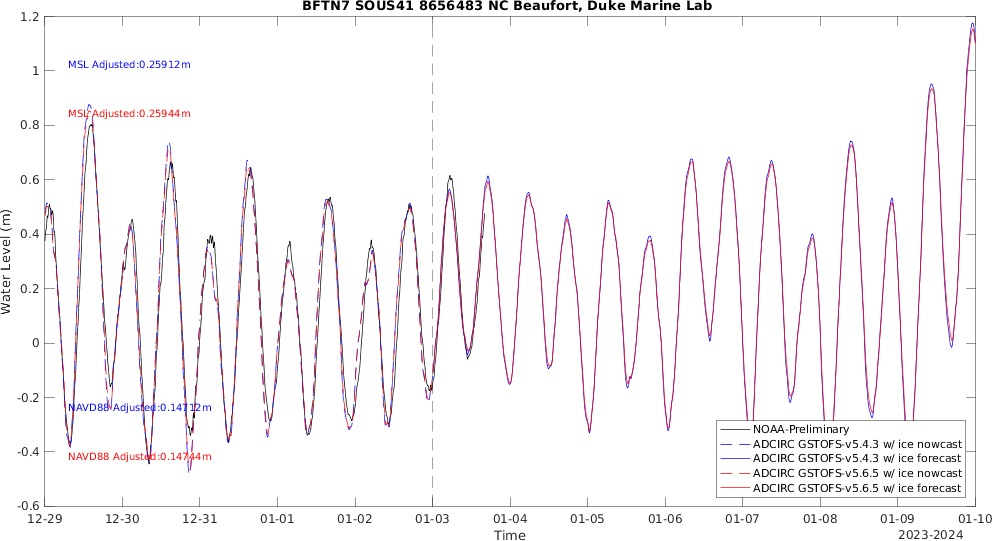 BFTN7 SOUS41 8656483 NC Beaufort, Duke Marine Lab
1.2
1
0.8
0.6
0.4
0.2
0
-0.2
-0.4
-0.6
Water Level (m)
MSL Adjusted:0.25912m
MSL Adjusted:0.25944m
NAVD88 Adjusted:0.14712m
NAVD88 Adjusted:0.14744m
NOAA-Preliminary
ADCIRC GSTOFS-v5.4.3 w/ ice nowcast
ADCIRC GSTOFS-v5.4.3 w/ ice forecast
ADCIRC GSTOFS-v5.6.5 w/ ice nowcast
ADCIRC GSTOFS-v5.6.5 w/ ice forecast
12-29 12-30 12-31 01-01 01-02 01-03 01-04 01-05 01-06 01-07 01-08 01-09 01-10
Time
2023-2024